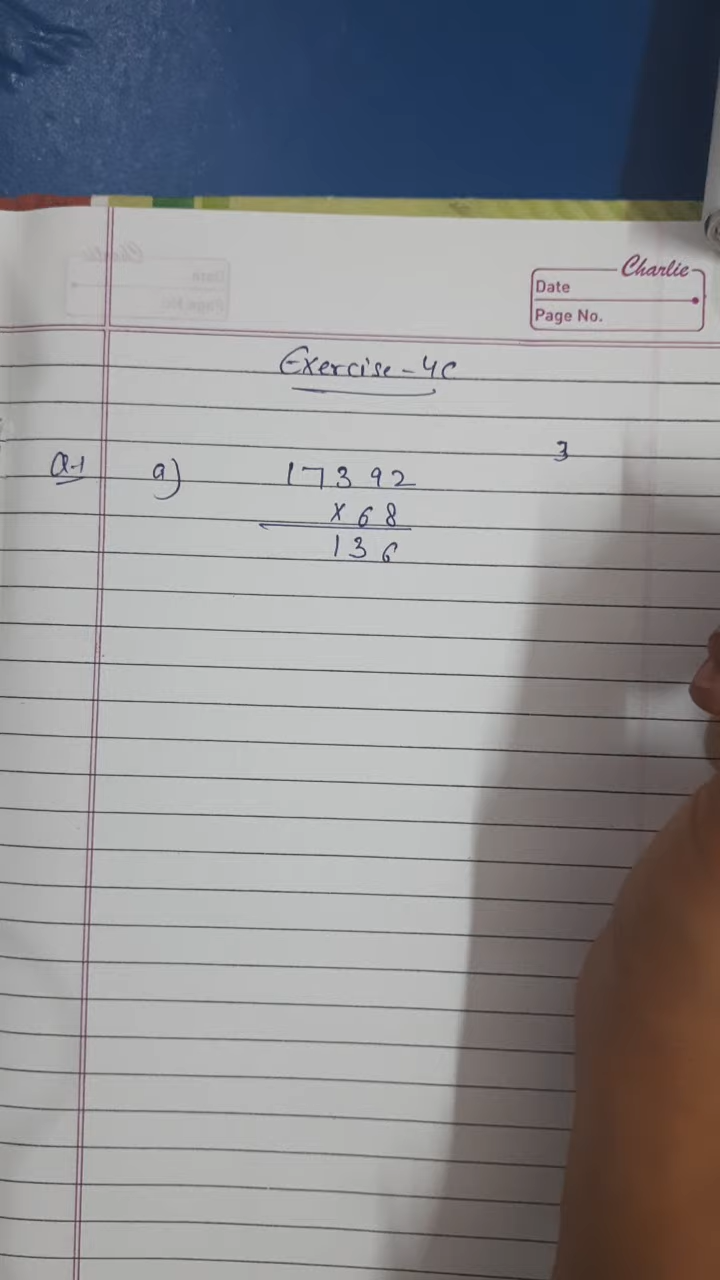 Charlie
Date
Page No.
Exercise-4C
3
Q-1 a) 17392
x 68
136